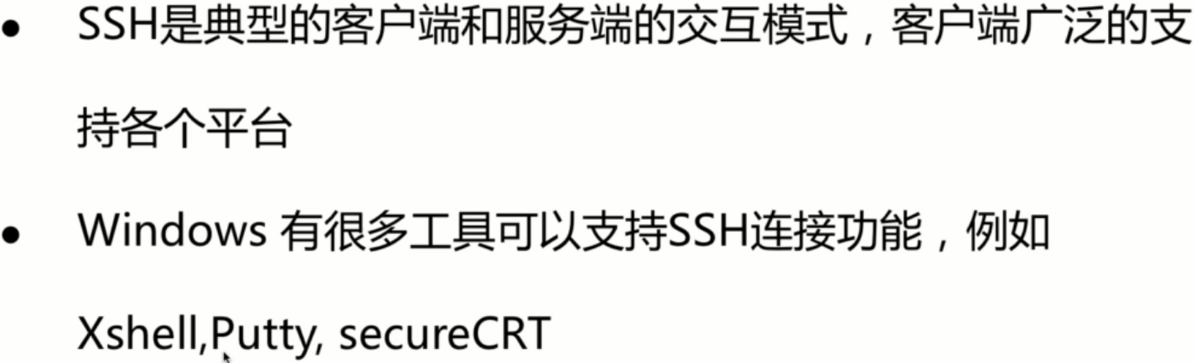 ● SSH是典型的客户端和服务端的交互模式，客户端广泛的支
持各个平台
● Windows 有很多工具可以支持SSH连接功能，例如
Xshell,Putty, secureCRT